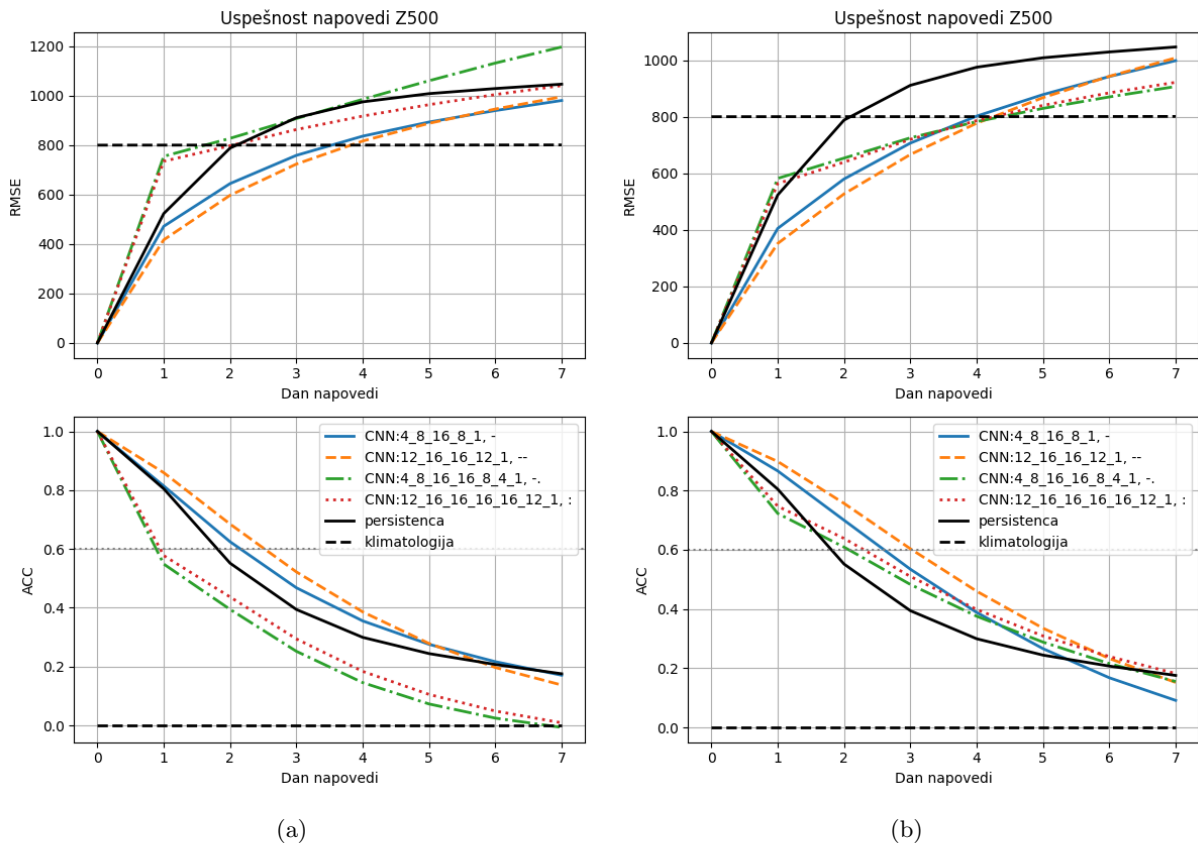 Uspešnost napovedi Z500
RMSE
1200
1000
800
600
400
200
0
0 1 2 3 4 5 6 7
Dan napovedi
ACC
1.0
0.8
0.6
0.4
0.2
0.0
CNN:4_8_16_8_1, -
CNN:12_16_16_12_1, --
CNN:4_8_16_16_8_4_1, -.
CNN:12_16_16_16_16_12_1, :
persistenca
klimatologija
0 1 2 3 4 5 6 7
Dan napovedi
(a)
Uspešnost napovedi Z500
RMSE
1000
800
600
400
200
0
0 1 2 3 4 5 6 7
Dan napovedi
ACC
1.0
0.8
0.6
0.4
0.2
0.0
CNN:4_8_16_8_1, -
CNN:12_16_16_12_1, --
CNN:4_8_16_16_8_4_1, -.
CNN:12_16_16_16_16_12_1, :
persistenca
klimatologija
0 1 2 3 4 5 6 7
Dan napovedi
(b)